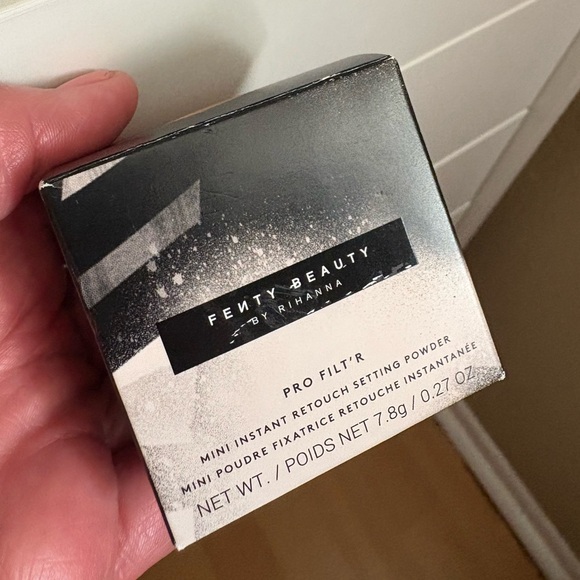 FENTY BEAUTY
BY RIHANNA
PRO FILT'R
MINI INSTANT RETOUCH SETTING POWDER
MINI POUDRE FIXATRICE RETOUCHE INSTANTANÉE
NET WT. / POIDS NET 7.8g / 0.27 OZ.